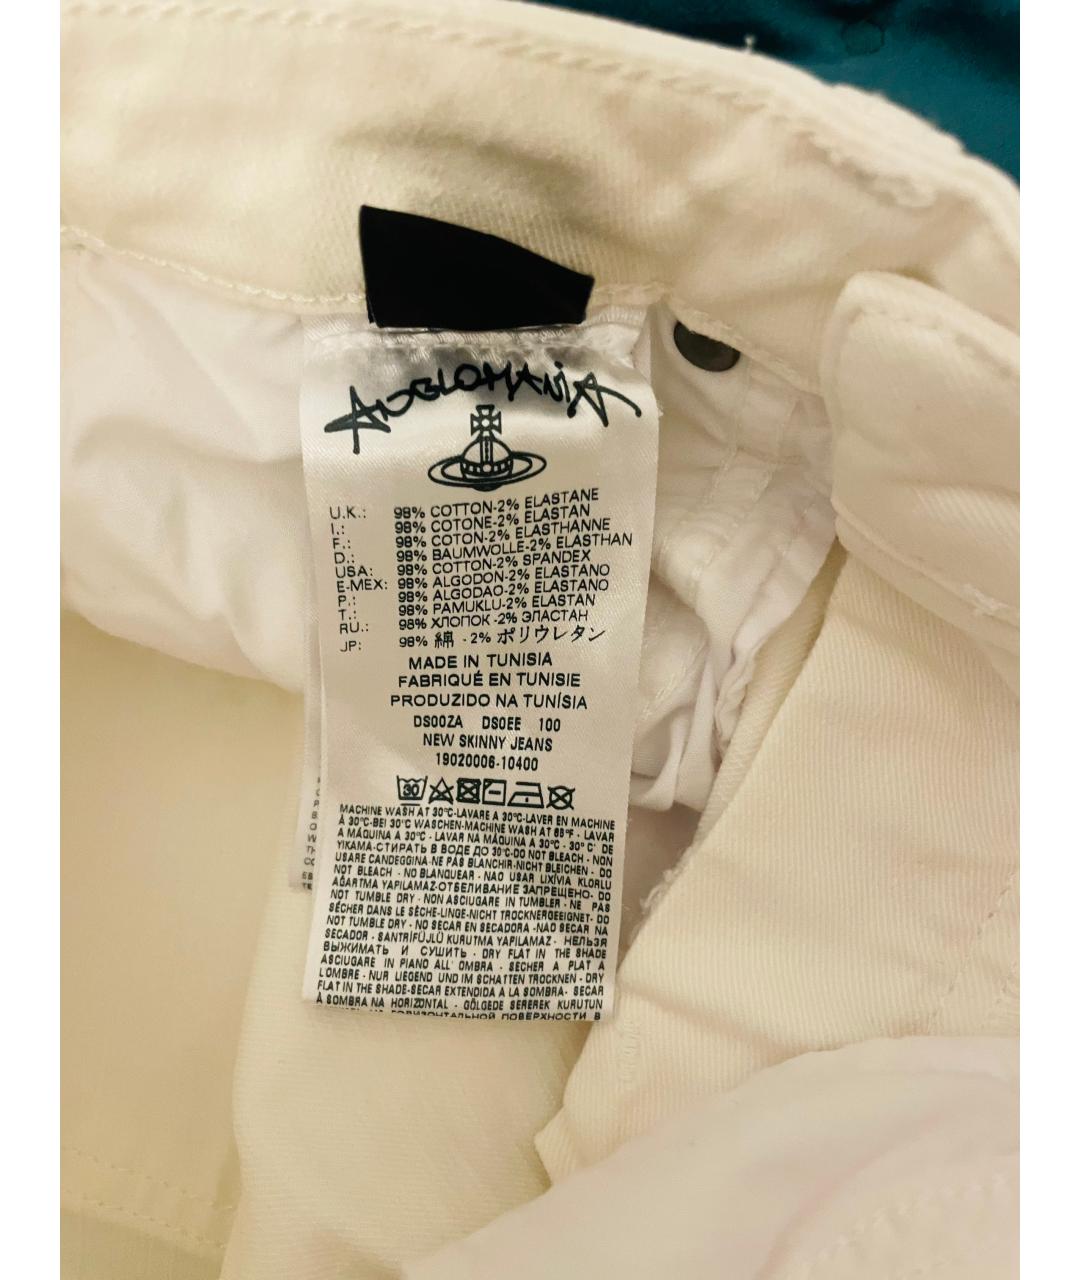 ANGLOMANIA
U.K.: 98% COTTON-2% ELASTANE
I.: 98% COTONE-2% ELASTAN
F.: 98% COTON-2% ELASTHANNE
D.: 98% BAUMWOLLE-2% ELASTHAN
USA: 98% COTTON-2% SPANDEX
E-MEX: 98% ALGODON-2% ELASTANO
P.: 98% ALGODAO-2% ELASTANO
T.: 98% PAMUKLU-2% ELASTAN
RU.: 98% ХЛОПОК-2% ЭЛАСТАН
JP: 98% 綿 - 2% ポリウレタン
MADE IN TUNISIA
FABRIQUÉ EN TUNISIE
PRODUZIDO NA TUNÍSIA
DS00ZA DS0EE 100
NEW SKINNY JEANS
19020006-10400
30
MACHINE WASH AT 30°C-LAVARE A 30°C-LAVER EN MACHINE
À 30°C-BEI 30°C WASCHEN-MACHINE WASH AT 86°F - LAVAR
A MÁQUINA A 30°C - LAVAR NA MÁQUINA A 30°C - 30°C' DE
YIKAMA-СТИРАТЬ В ВОДЕ ДО 30°C-DO NOT BLEACH - NON
USARE CANDEGGINA-NE PAS BLANCHIR-NICHT BLEICHEN - DO
NOT BLEACH - NO BLANQUEAR - NAO USAR LIXÍVIA KLORLU
AĞARTMA YAPILAMAZ-ОТБЕЛИВАНИЕ ЗАПРЕЩЕНО- DO
NOT TUMBLE DRY - NON ASCIUGARE IN TUMBLER - NE PAS
SÉCHER DANS LE SÈCHE-LINGE-NICHT TROCKNERGEEIGNET- DO
NOT TUMBLE DRY - NO SECAR EN SECADORA -NAO SECAR NA
SECADOR - SANTRİFÜJLÜ KURUTMA YAPILAMAZ - НЕЛЬЗЯ
ВЫЖИМАТЬ И СУШИТЬ - DRY FLAT IN THE SHADE
ASCIUGARE IN PIANO ALL' OMBRA - SÉCHER A PLAT A
L'OMBRE - NUR LIEGEND UND IM SCHATTEN TROCKNEN - DRY
FLAT IN THE SHADE-SECAR EXTENDIDA A LA SOMBRA- SECAR
À SOMBRA NA HORIZONTAL - GÖLGEDE SEREREK KURUTUN
ГОРИЗОНТАЛЬНОЙ ПОВЕРХНОСТИ В